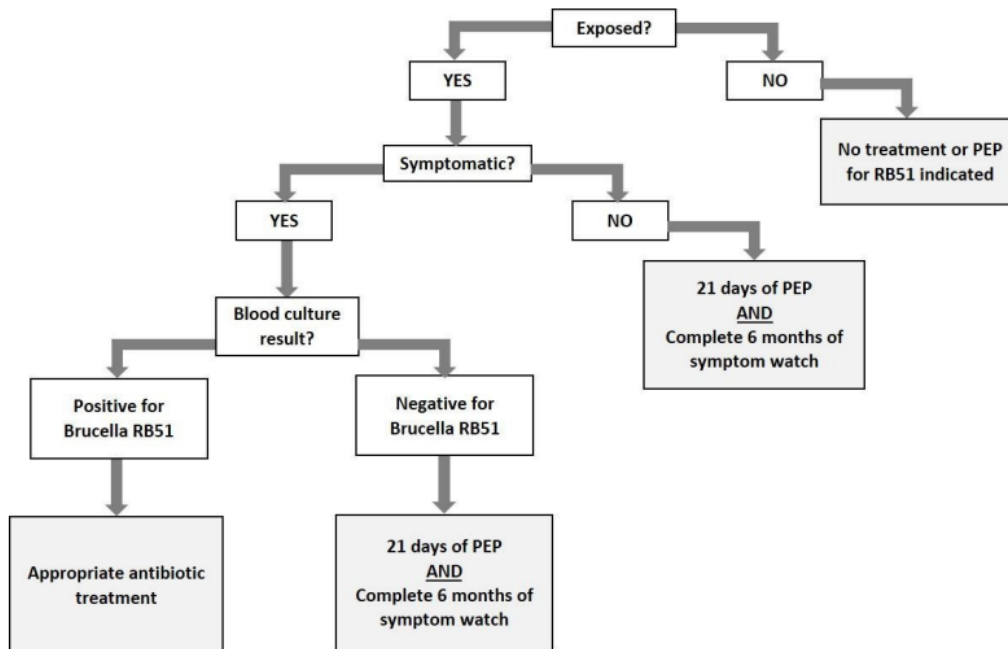 Exposed?
YES
NO
No treatment or PEP
for RB51 indicated
Symptomatic?
YES
NO
21 days of PEP
AND
Complete 6 months of
symptom watch
Blood culture
result?
Positive for
Brucella RB51
Negative for
Brucella RB51
Appropriate antibiotic
treatment
21 days of PEP
AND
Complete 6 months of
symptom watch